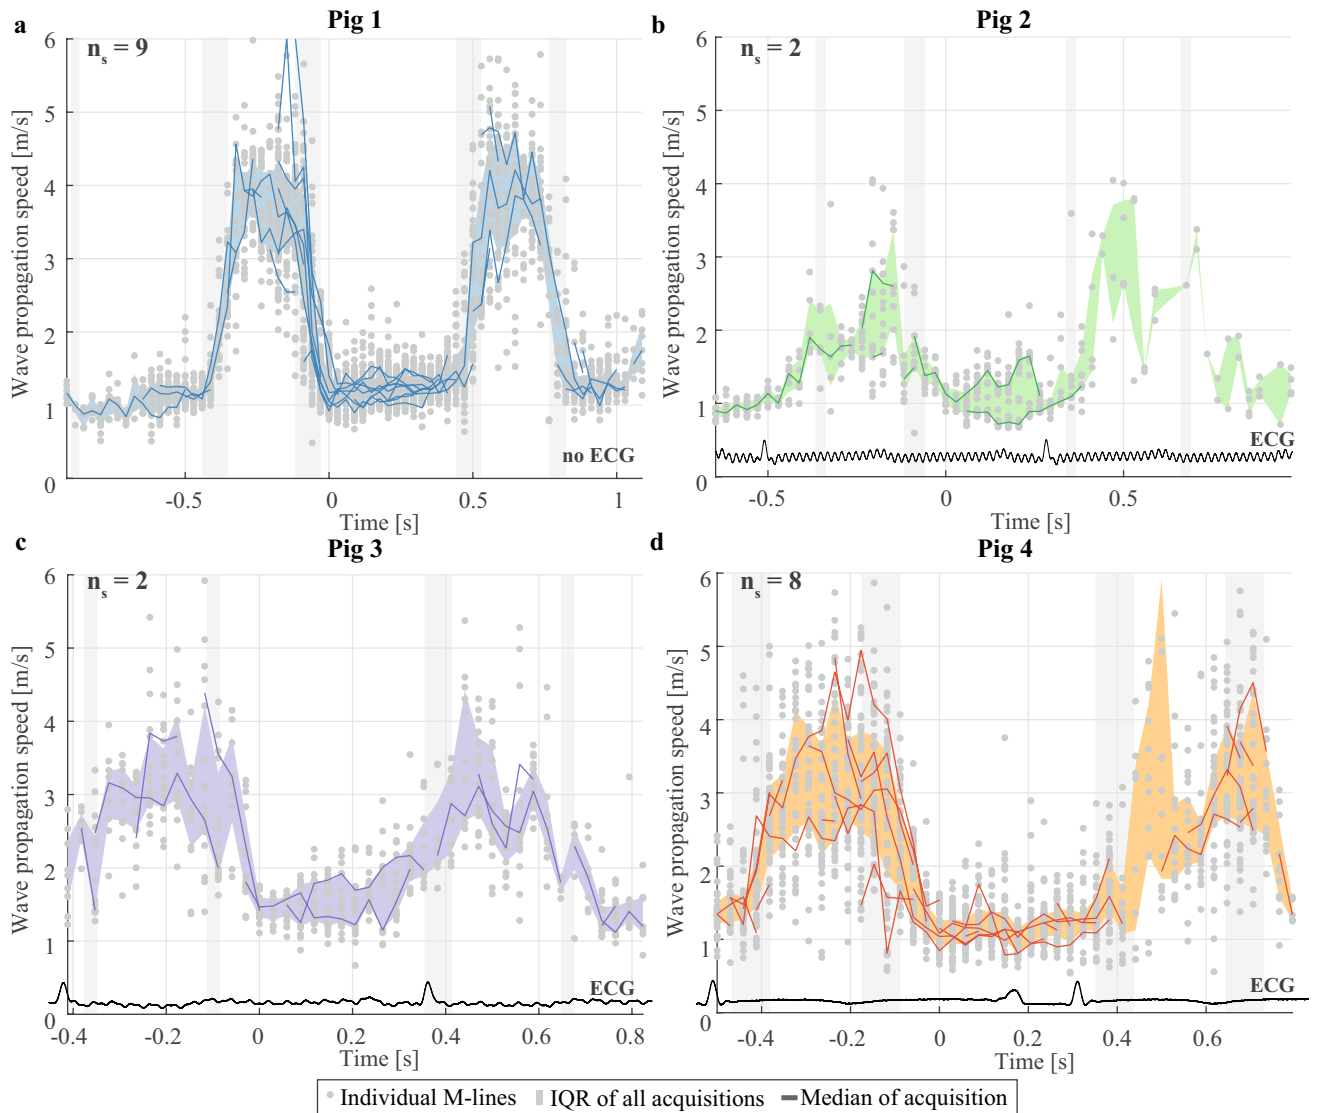 a
Pig 1
n_s = 9
Wave propagation speed [m/s]
6
5
4
3
2
1
0
no ECG
-0.5
0
0.5
1
Time [s]
b
Pig 2
n_s = 2
Wave propagation speed [m/s]
6
5
4
3
2
1
0
ECG
-0.5
0
0.5
Time [s]
c
Pig 3
n_s = 2
Wave propagation speed [m/s]
6
5
4
3
2
1
0
ECG
-0.4
-0.2
0
0.2
0.4
0.6
0.8
Time [s]
d
Pig 4
n_s = 8
Wave propagation speed [m/s]
6
5
4
3
2
1
0
ECG
-0.4
-0.2
0
0.2
0.4
0.6
Time [s]
Individual M-lines IQR of all acquisitions Median of acquisition